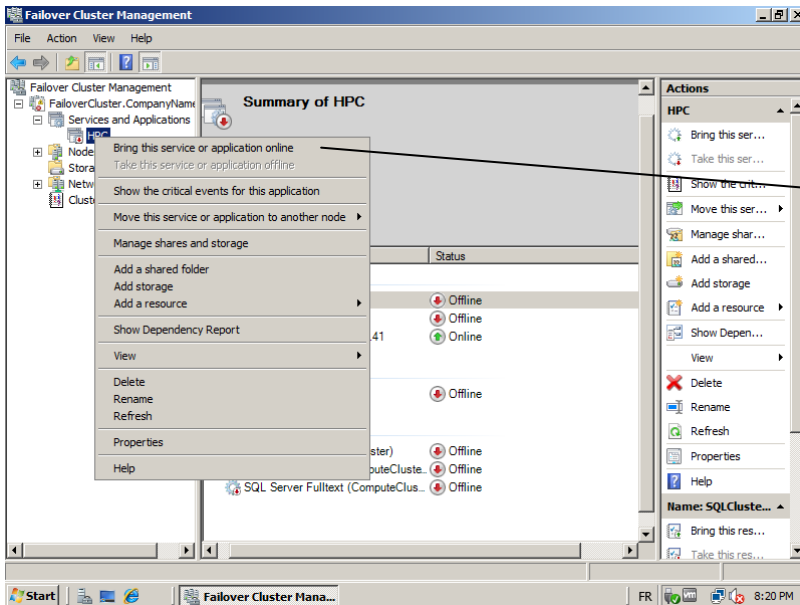 Failover Cluster Management
File Action View Help
Failover Cluster Management
FailoverCluster.CompanyName
Services and Applications
HPC
Node
Stora
Netw
Clust
Summary of HPC
Bring this service or application online
Take this service or application offline
Show the critical events for this application
Move this service or application to another node
Manage shares and storage
Add a shared folder
Add storage
Add a resource
Show Dependency Report
View
Delete
Rename
Refresh
Properties
Help
Status
Offline
Offline
.41 Online
Offline
ster) Offline
puteCluste... Offline
SQL Server Fulltext (ComputeClus... Offline
Actions
HPC
Bring this ser...
Take this ser...
Show the crit...
Move this ser...
Manage shar...
Add a shared...
Add storage
Add a resource
Show Depen...
View
Delete
Rename
Refresh
Properties
Help
Name: SQLCluste...
Bring this res...
Take this res...
Start Failover Cluster Mana... FR 8:20 PM